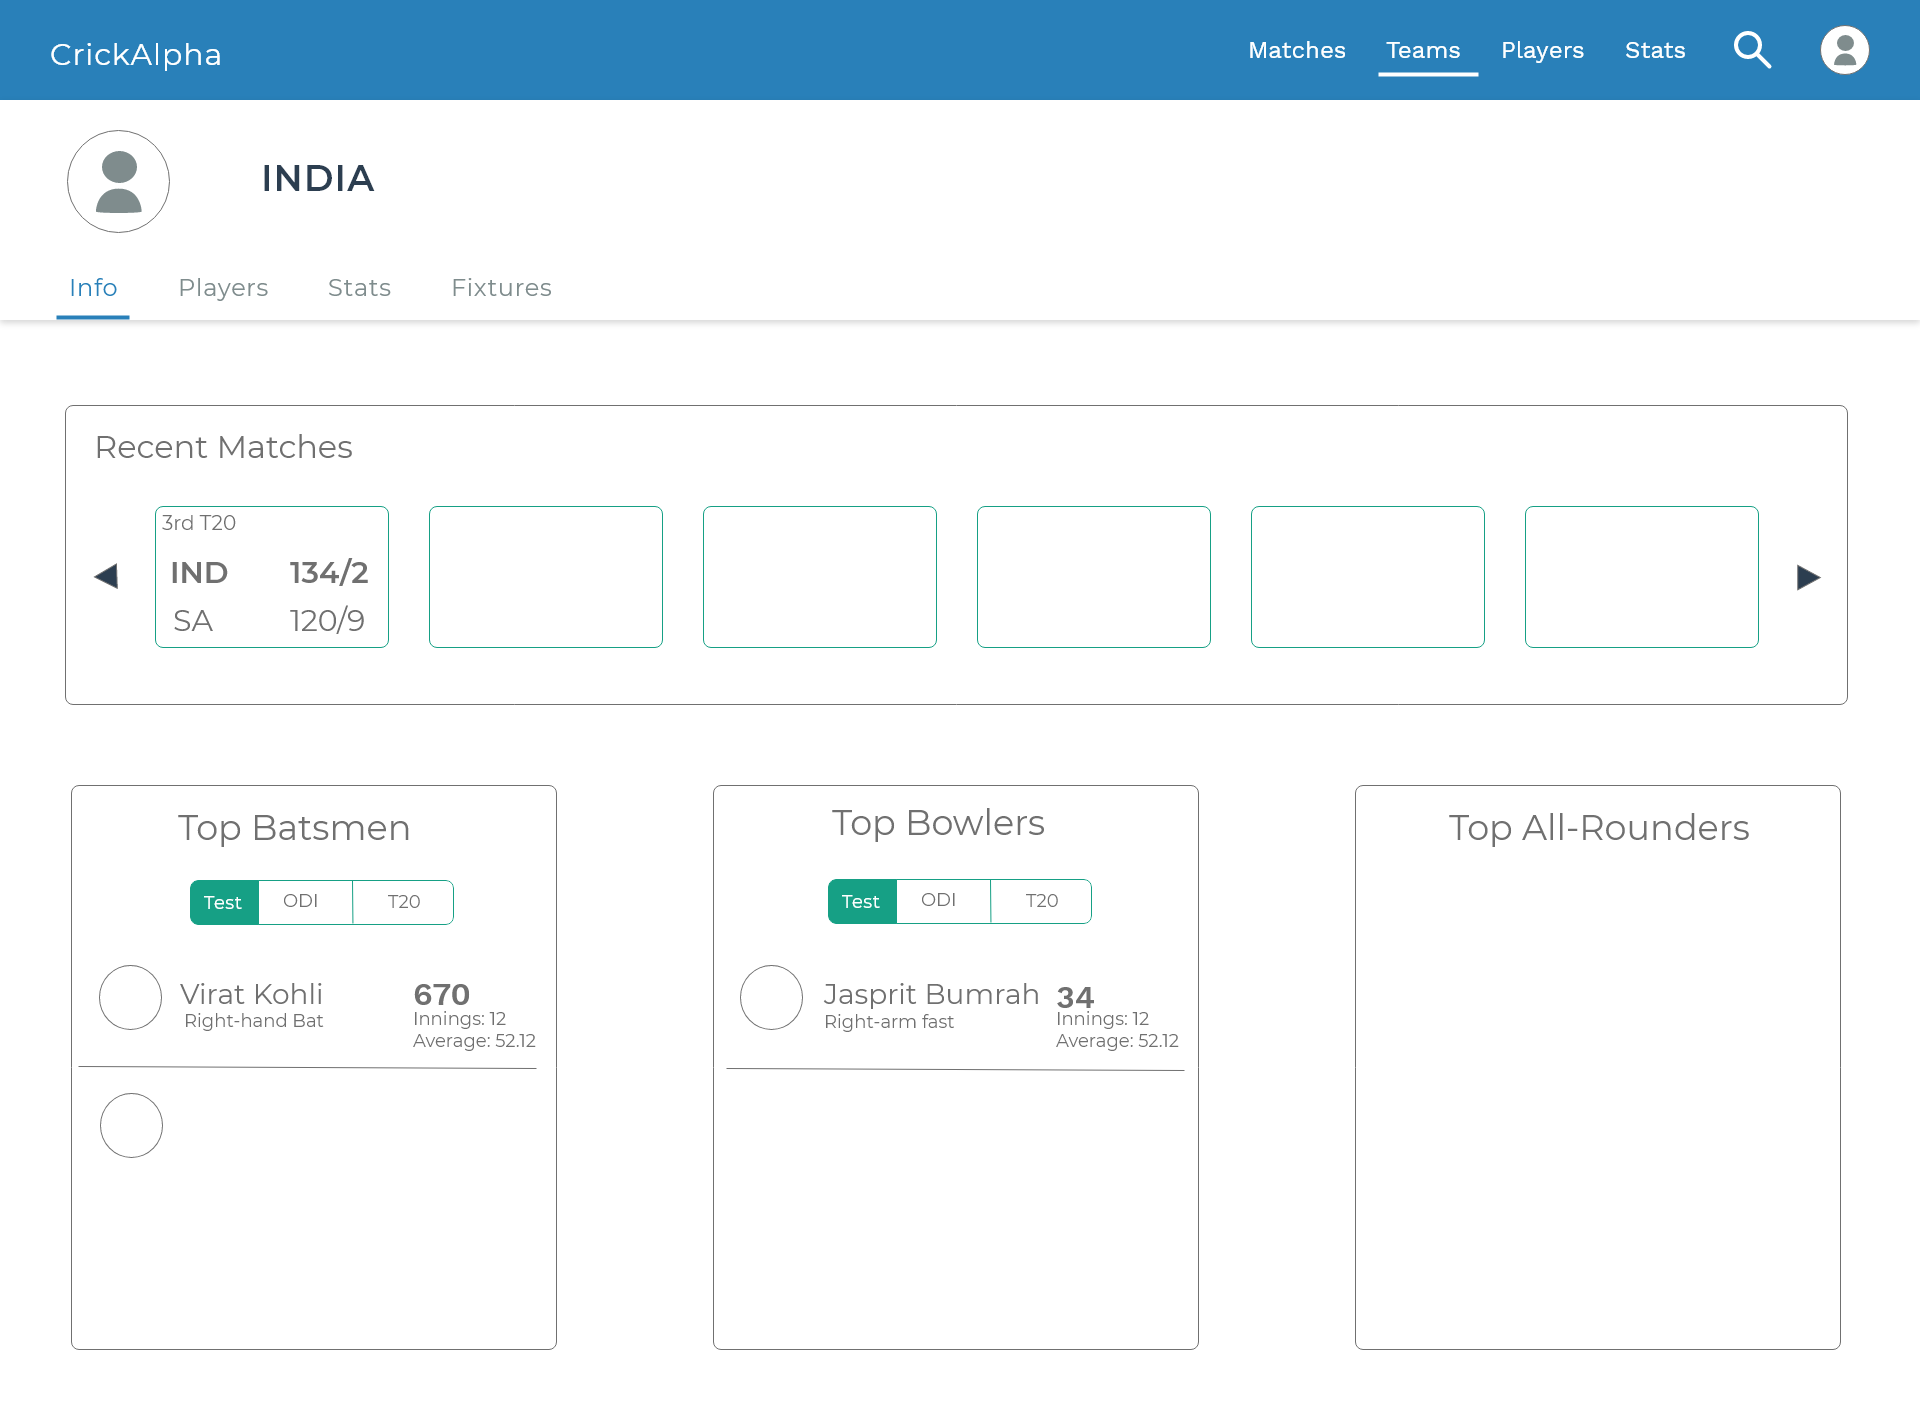 CrickAlpha
Matches Teams Players Stats
INDIA
Info Players Stats Fixtures
Recent Matches
3rd T20
IND 134/2
SA 120/9
Top Batsmen
Test ODI T20
Virat Kohli 670
Right-hand Bat Innings: 12
Average: 52.12
Top Bowlers
Test ODI T20
Jasprit Bumrah 34
Right-arm fast Innings: 12
Average: 52.12
Top All-Rounders